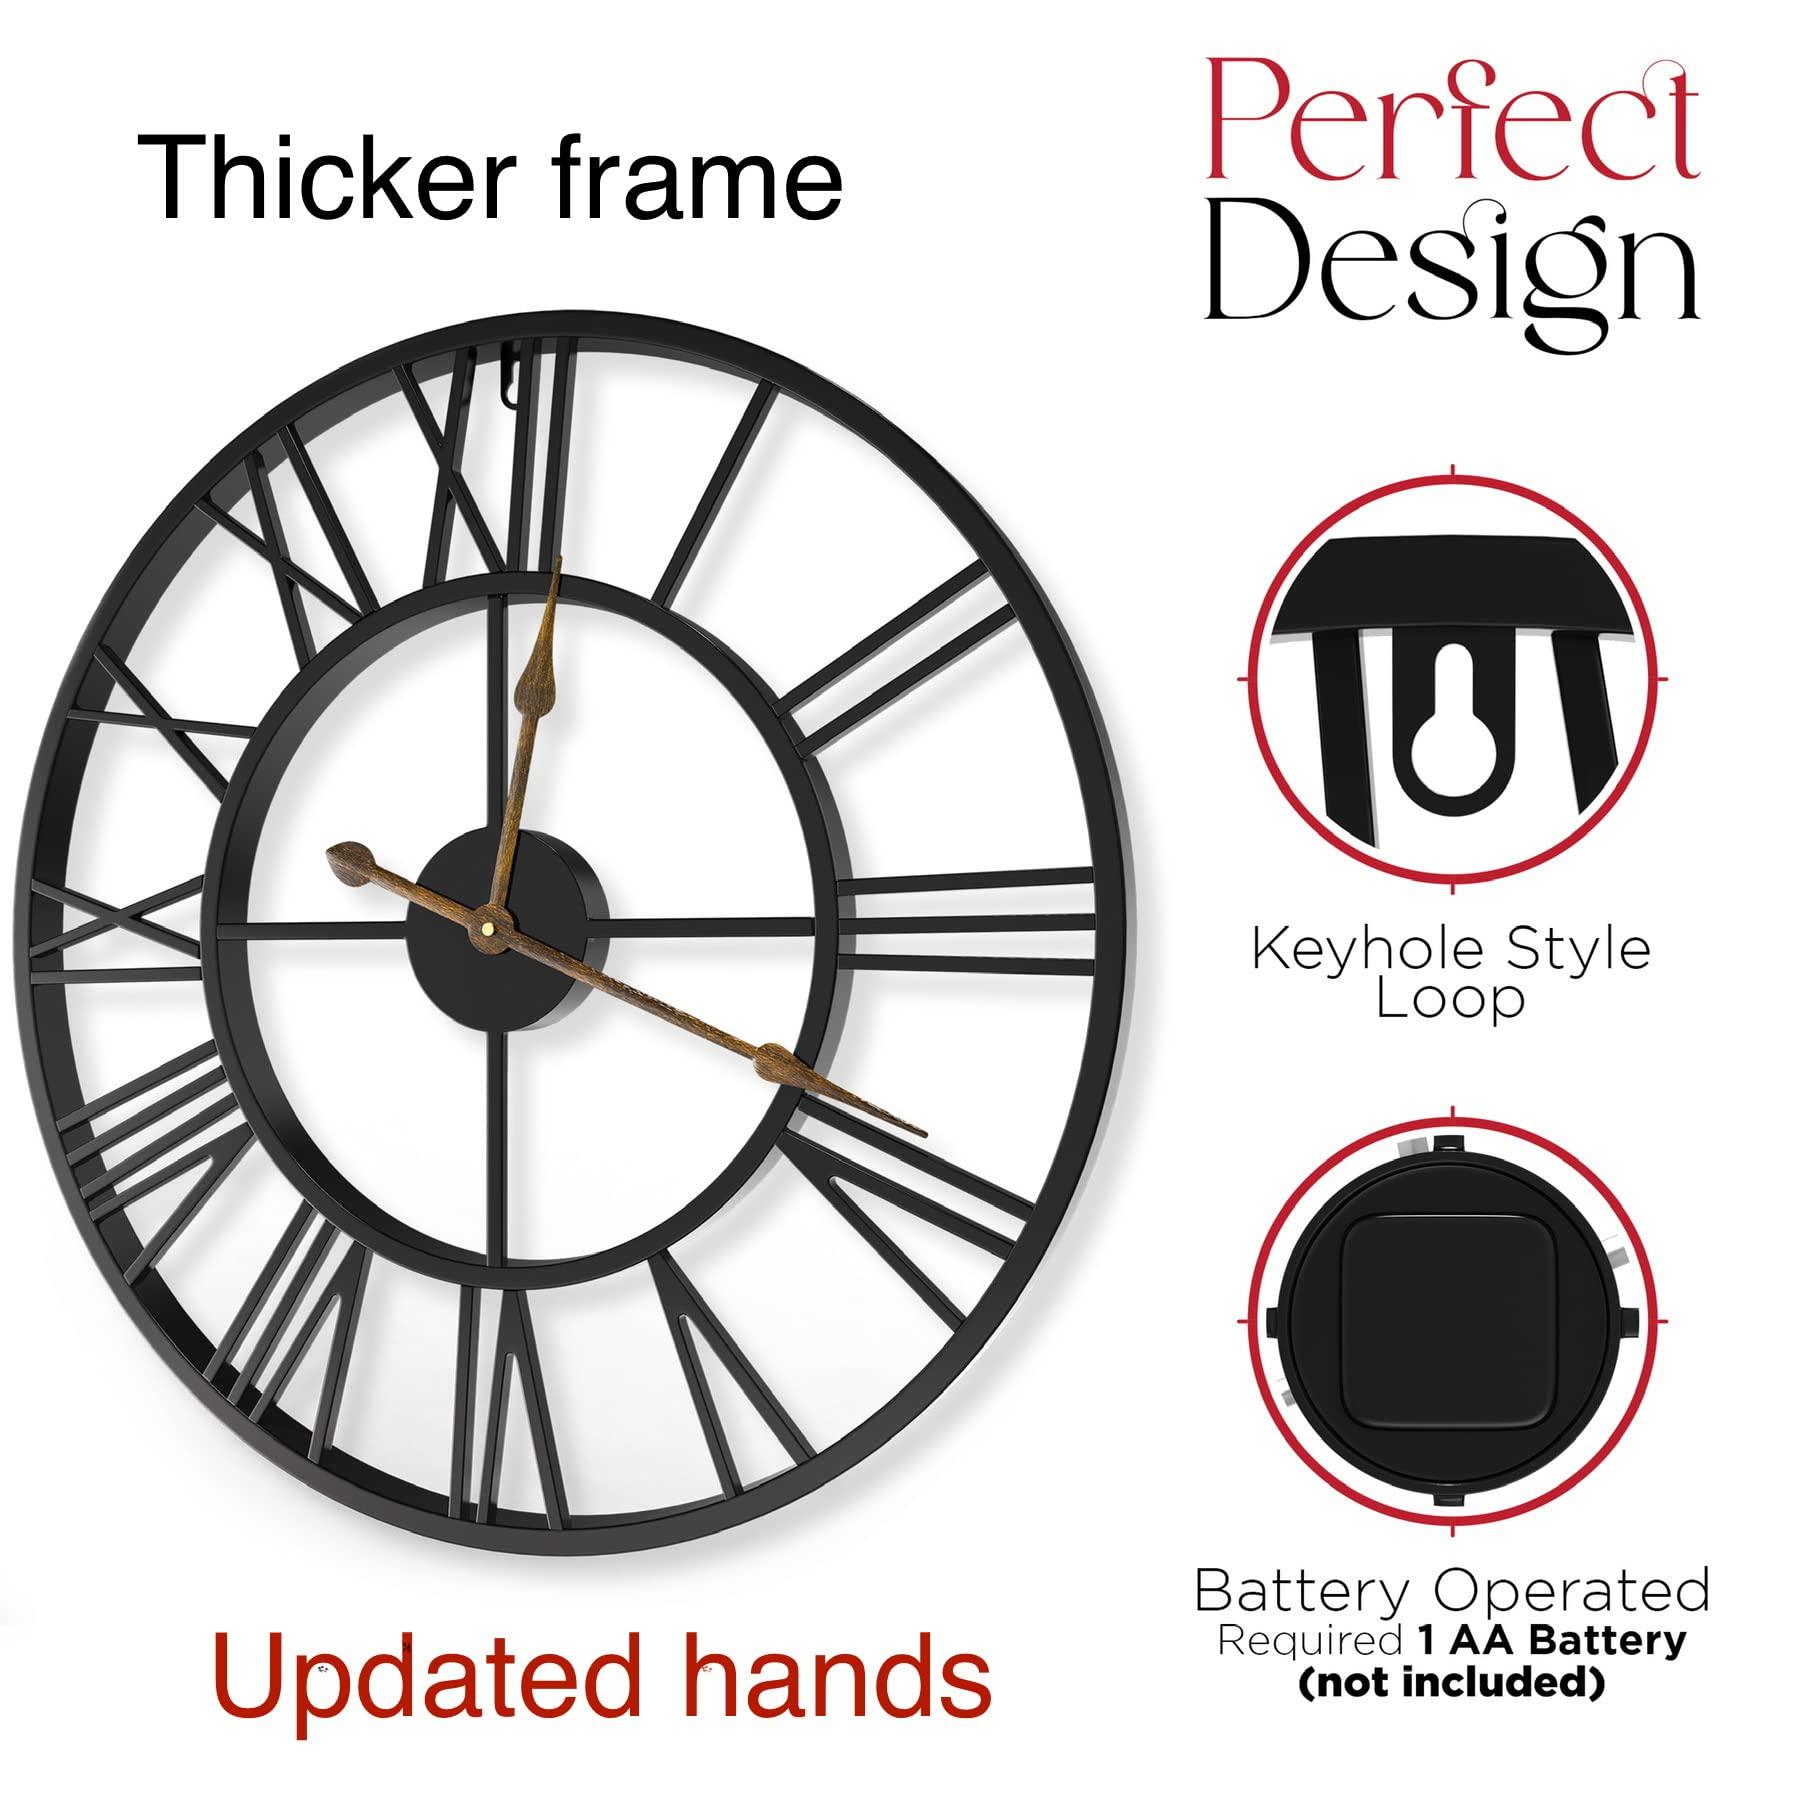 Thicker frame
Perfect
Design
Keyhole Style
Loop
Battery Operated
Required 1 AA Battery
(not included)
Updated hands